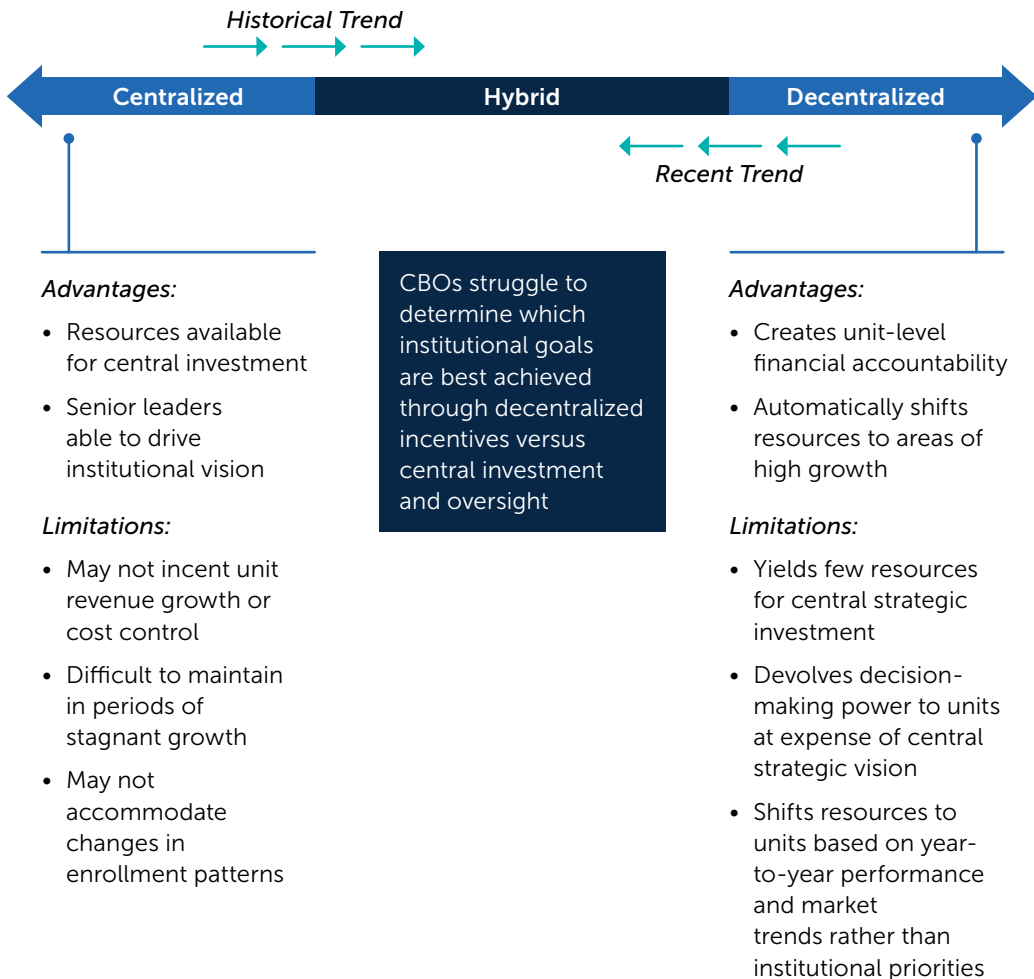 Historical Trend
Centralized
Hybrid
Decentralized
Recent Trend
Advantages:
• Resources available
for central investment
• Senior leaders
able to drive
institutional vision
Limitations:
• May not incent unit
revenue growth or
cost control
• Difficult to maintain
in periods of
stagnant growth
• May not
accommodate
changes in
enrollment patterns
CBOs struggle to
determine which
institutional goals
are best achieved
through decentralized
incentives versus
central investment
and oversight
Advantages:
• Creates unit-level
financial accountability
• Automatically shifts
resources to areas of
high growth
Limitations:
• Yields few resources
for central strategic
investment
• Devolves decision-
making power to units
at expense of central
strategic vision
• Shifts resources to
units based on year-
to-year performance
and market
trends rather than
institutional priorities